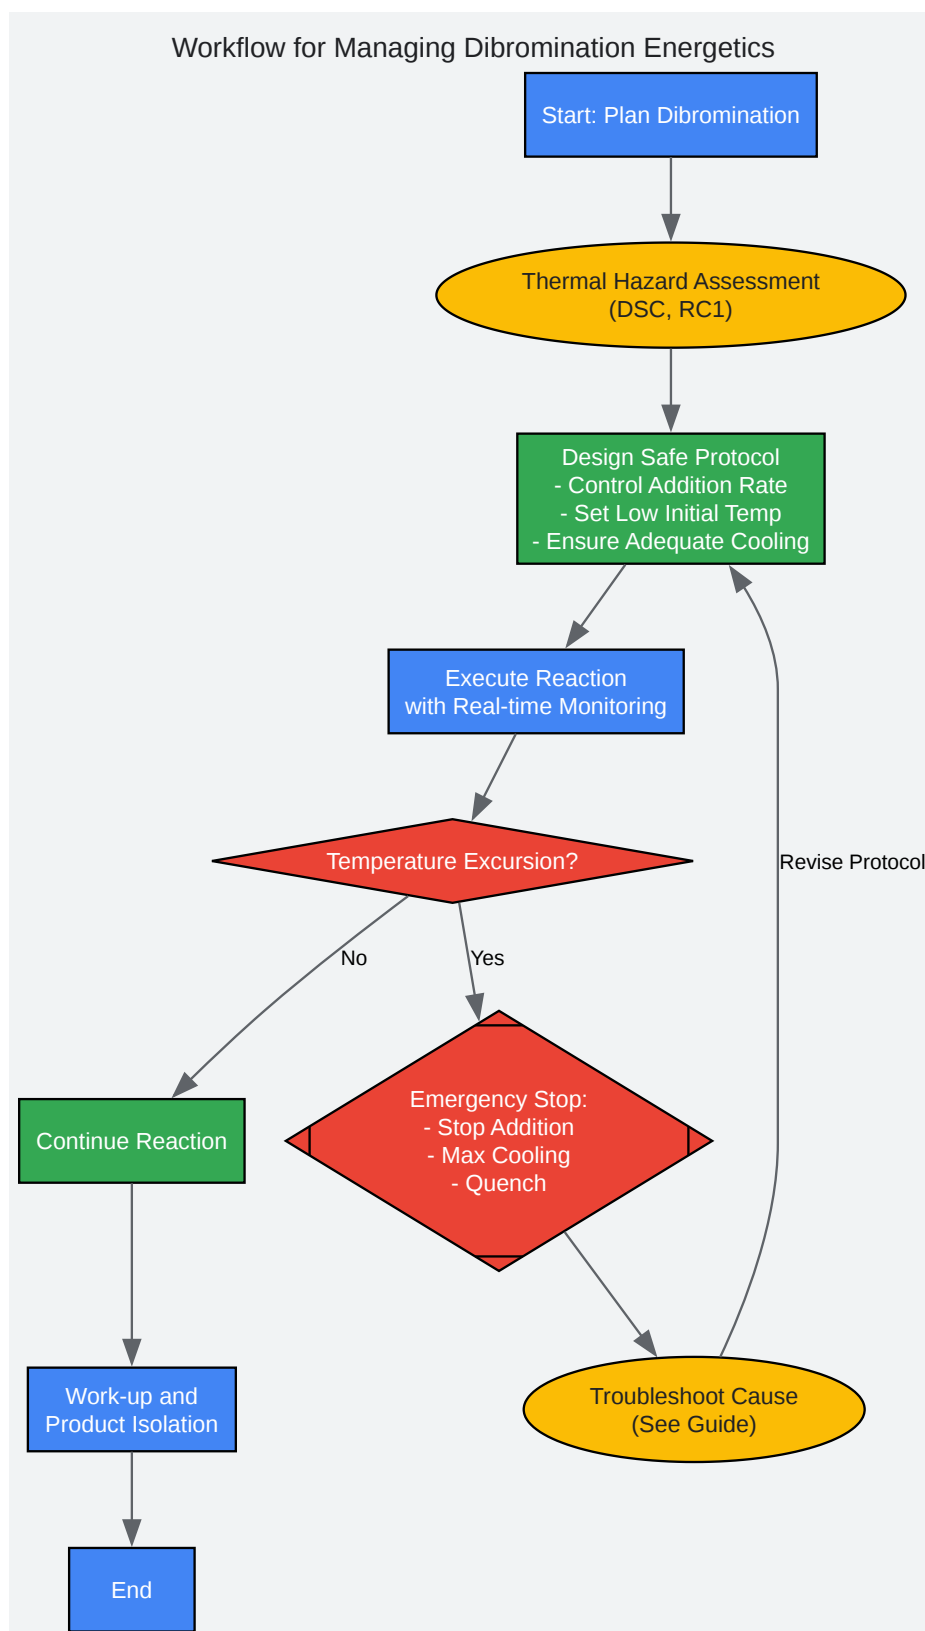 Workflow for Managing Dibromination Energetics
Start: Plan Dibromination
Thermal Hazard Assessment
(DSC, RC1)
Design Safe Protocol
- Control Addition Rate
- Set Low Initial Temp
- Ensure Adequate Cooling
Execute Reaction
with Real-time Monitoring
Temperature Excursion?
Revise Protocol
No
Yes
Emergency Stop:
- Stop Addition
- Max Cooling
- Quench
Continue Reaction
Work-up and
Product Isolation
Troubleshoot Cause
(See Guide)
End